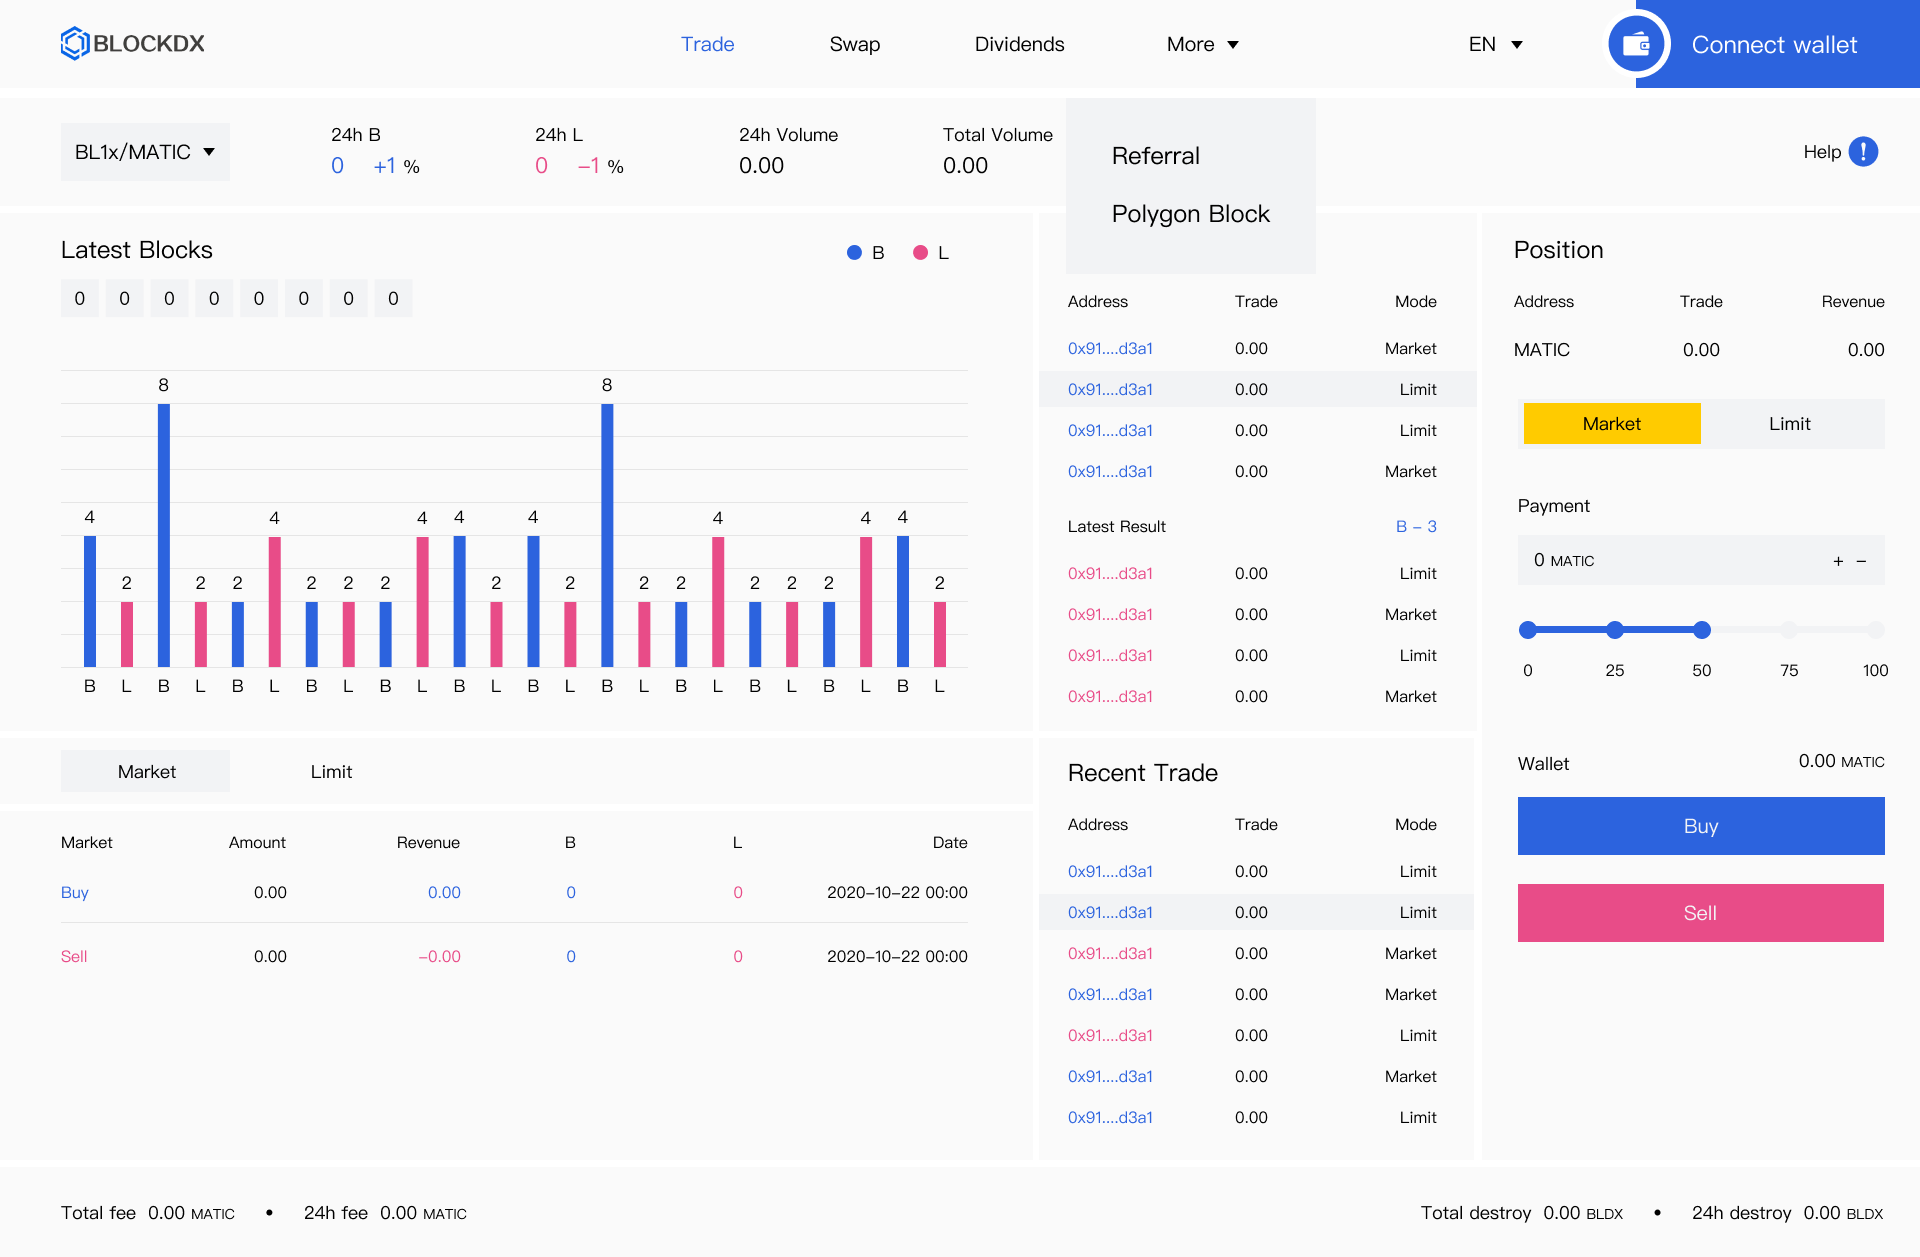 BLOCKDX
Trade Swap Dividends More EN Connect wallet
BL1x/MATIC
24h B
0 +1 %
24h L
0 –1 %
24h Volume
0.00
Total Volume
0.00
Referral
Polygon Block
Help !
Latest Blocks
B L
0 0 0 0 0 0 0 0
4 2 8 2 2 4 2 2 2 4 4 2 4 2 8 2 2 4 2 2 2 4 4 2
B L B L B L B L B L B L B L B L B L B L B L B L
Address Trade Mode
0x91....d3a1 0.00 Market
0x91....d3a1 0.00 Limit
0x91....d3a1 0.00 Limit
0x91....d3a1 0.00 Market
Latest Result B – 3
0x91....d3a1 0.00 Limit
0x91....d3a1 0.00 Market
0x91....d3a1 0.00 Limit
0x91....d3a1 0.00 Market
Position
Address Trade Revenue
MATIC 0.00 0.00
Market Limit
Payment
0 MATIC + –
0 25 50 75 100
Wallet 0.00 MATIC
Buy
Sell
Market Limit
Market Amount Revenue B L Date
Buy 0.00 0.00 0 0 2020–10–22 00:00
Sell 0.00 –0.00 0 0 2020–10–22 00:00
Recent Trade
Address Trade Mode
0x91....d3a1 0.00 Limit
0x91....d3a1 0.00 Limit
0x91....d3a1 0.00 Market
0x91....d3a1 0.00 Market
0x91....d3a1 0.00 Limit
0x91....d3a1 0.00 Market
0x91....d3a1 0.00 Limit
Total fee 0.00 MATIC • 24h fee 0.00 MATIC
Total destroy 0.00 BLDX • 24h destroy 0.00 BLDX